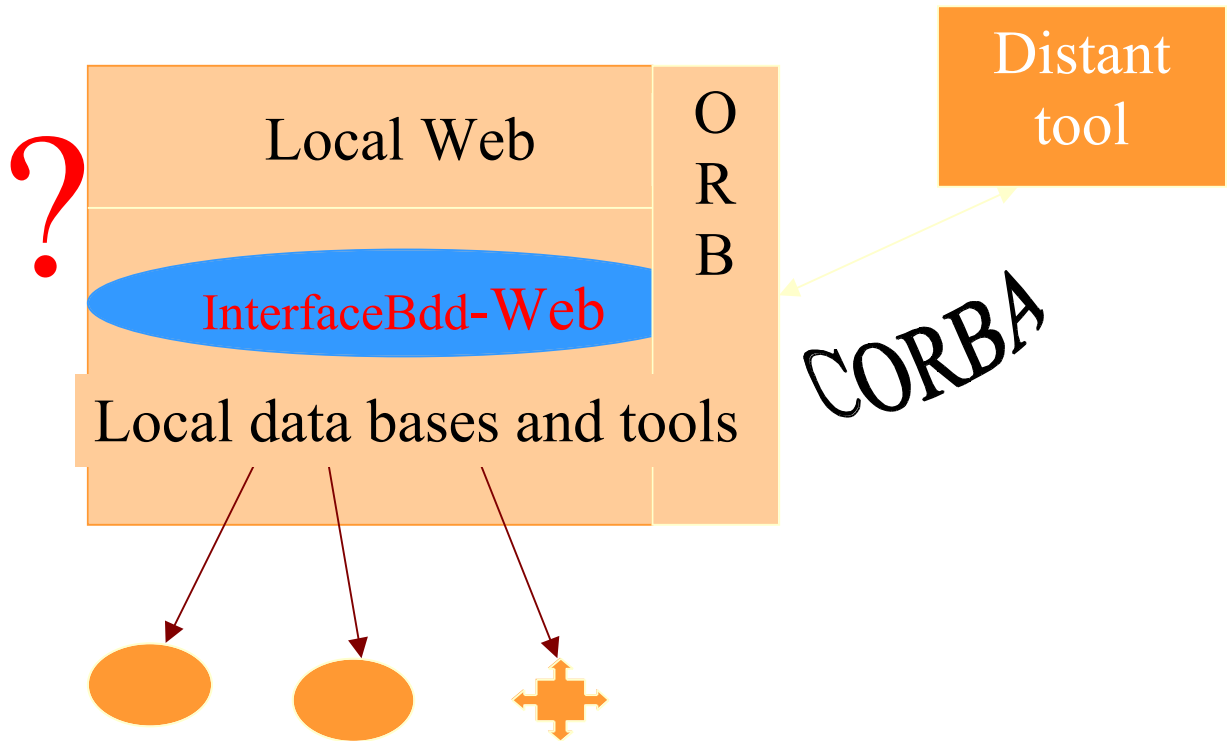 Distant
tool
Local Web
O
R
B
?
InterfaceBdd-Web
CORBA
Local data bases and tools